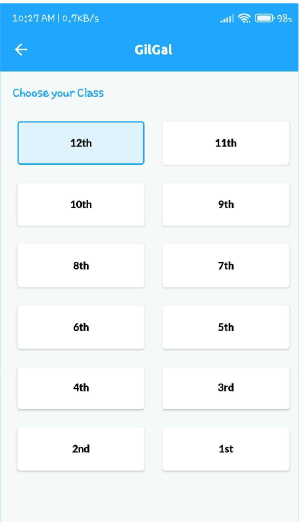 10:27 AM | 0.7KB/s 98%
GilGal
Choose your Class
12th 11th
10th 9th
8th 7th
6th 5th
4th 3rd
2nd 1st